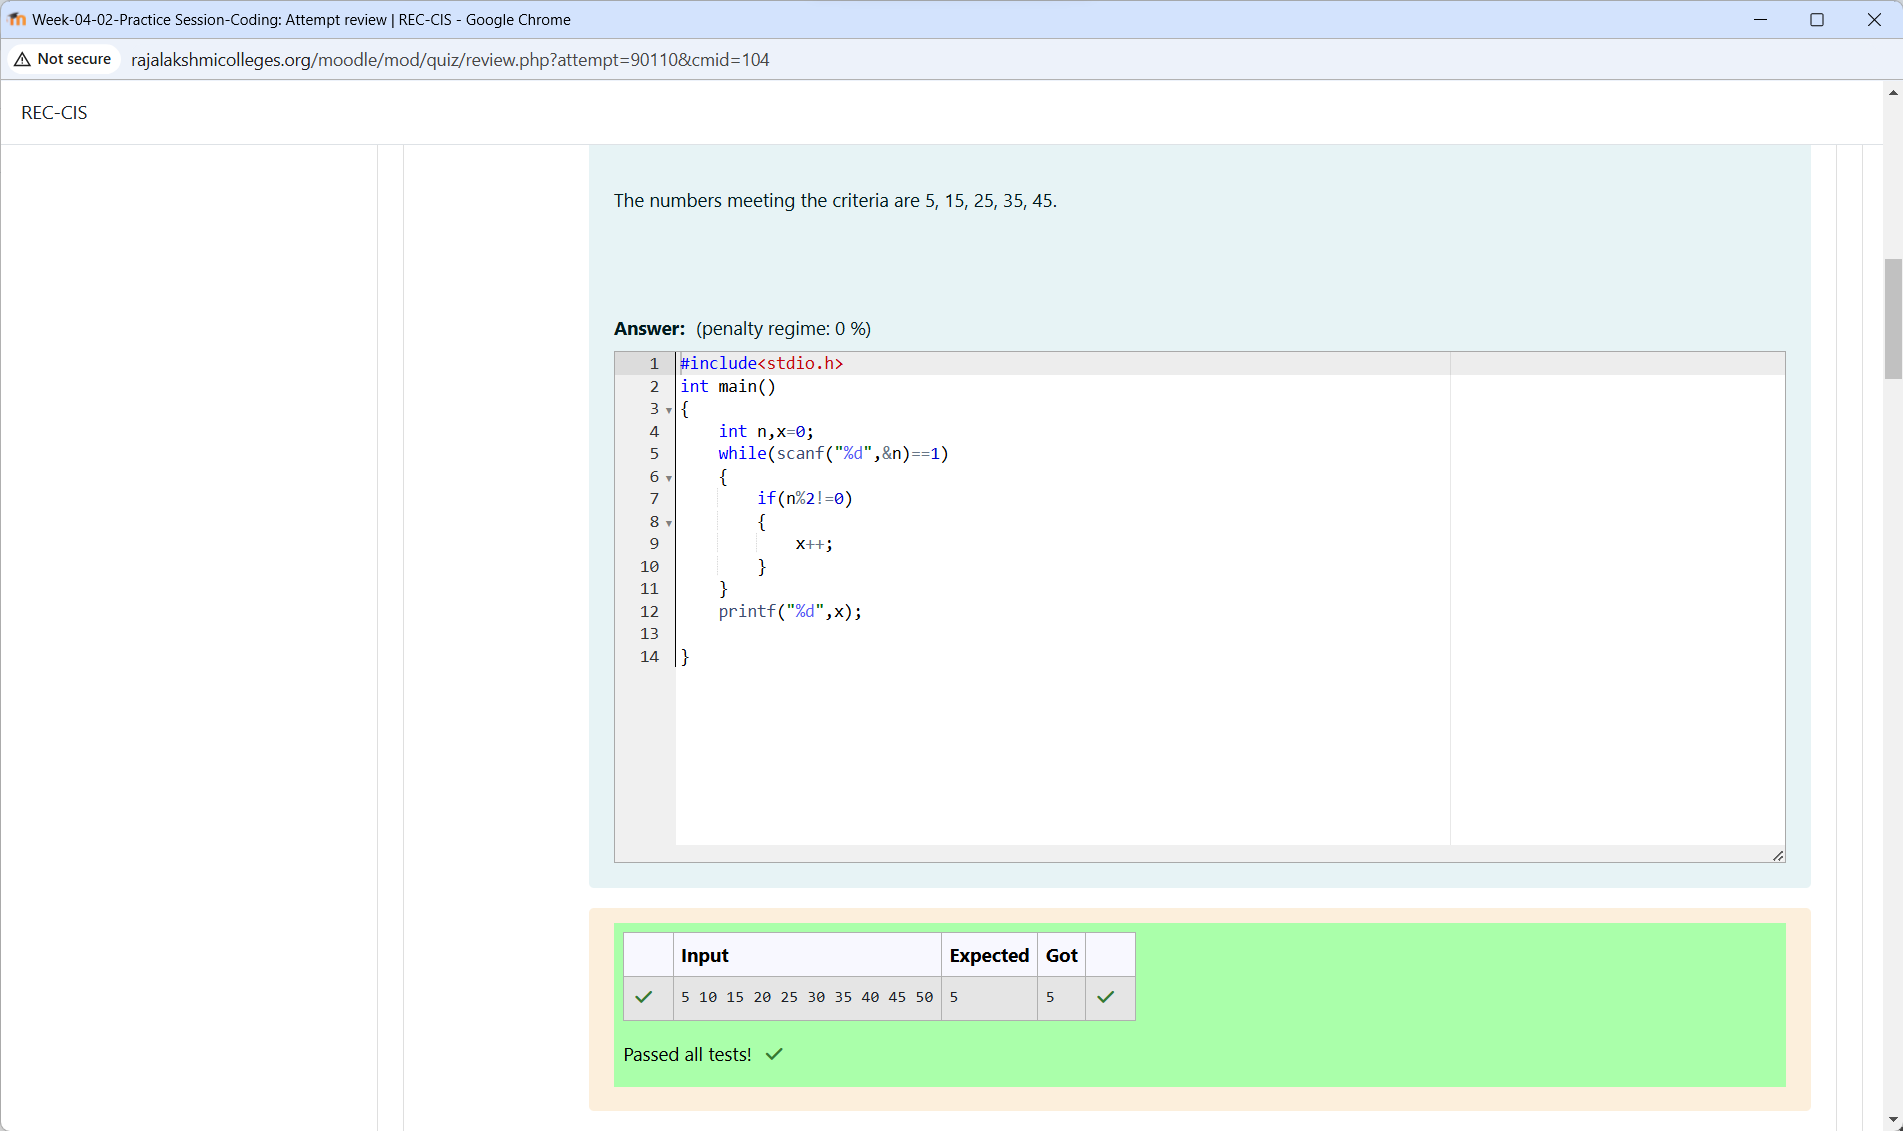 Week-04-02-Practice Session-Coding: Attempt review | REC-CIS - Google Chrome
Not secure rajalakshmicolleges.org/moodle/mod/quiz/review.php?attempt=90110&cmid=104
REC-CIS
The numbers meeting the criteria are 5, 15, 25, 35, 45.
Answer: (penalty regime: 0 %)
1 #include<stdio.h>
2 int main()
3 {
4     int n,x=0;
5     while(scanf("%d",&n)==1)
6     {
7         if(n%2!=0)
8         {
9             x++;
10         }
11     }
12     printf("%d",x);
13
14 }
Input Expected Got
5 10 15 20 25 30 35 40 45 50 5 5
Passed all tests!